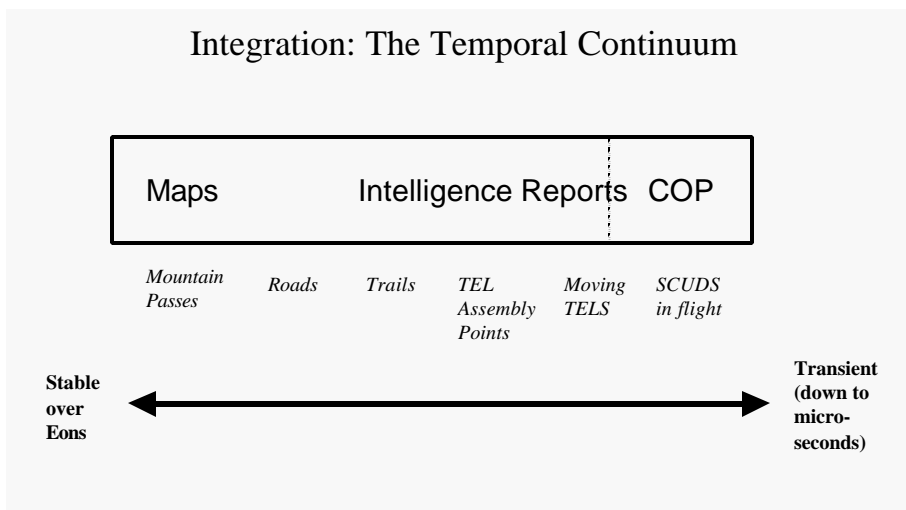 Integration: The Temporal Continuum
Maps
Intelligence Reports
COP
Mountain
Passes
Roads
Trails
TEL
Assembly
Points
Moving
TELS
SCUDS
in flight
Stable
over
Eons
Transient
(down to
micro-
seconds)